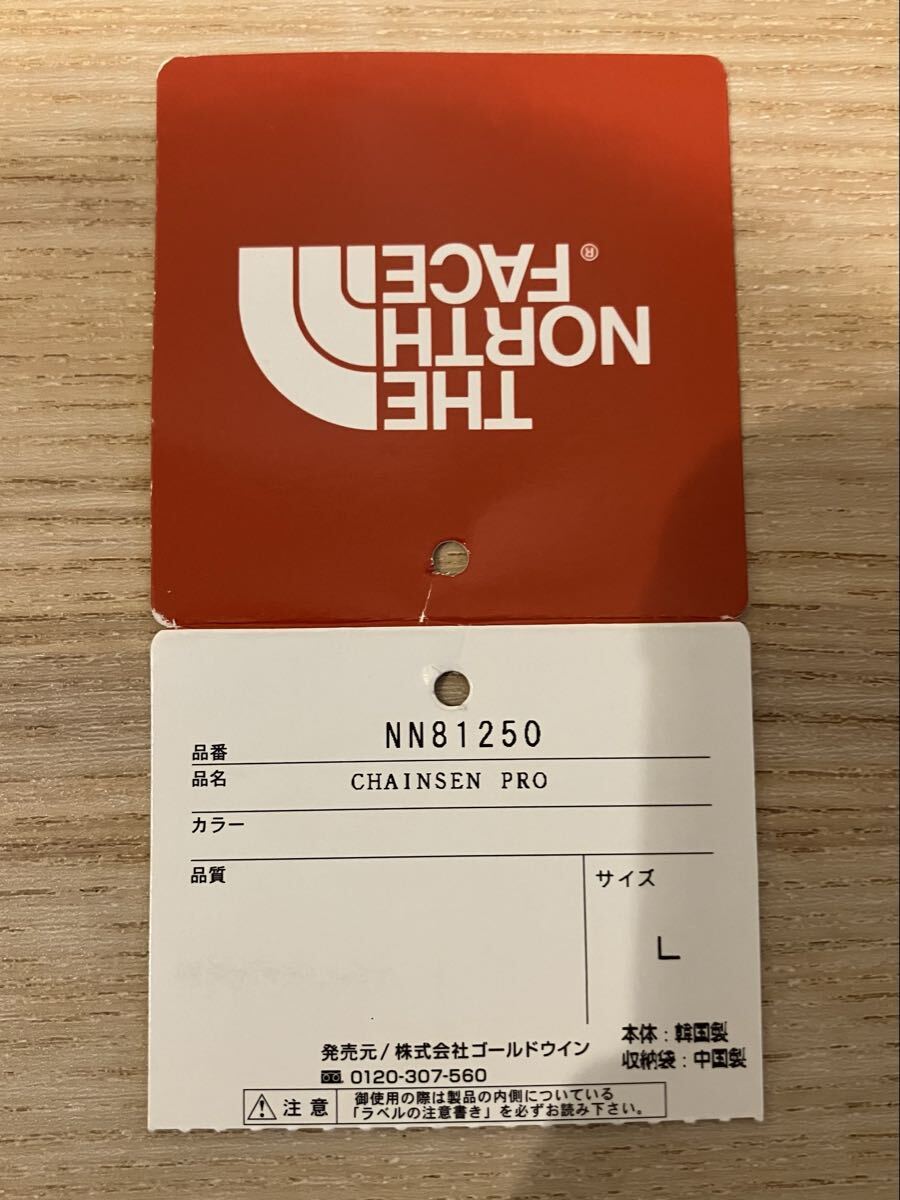 THE
NORTH
FACE®
品番 NN81250
品名 CHAINSEN PRO
カラー
品質
サイズ
L
本体：韓国製
収納袋：中国製
発売元/株式会社ゴールドウイン
0120-307-560
注意
御使用の際は製品の内側についている
「ラベルの注意書き」を必ずお読み下さい。